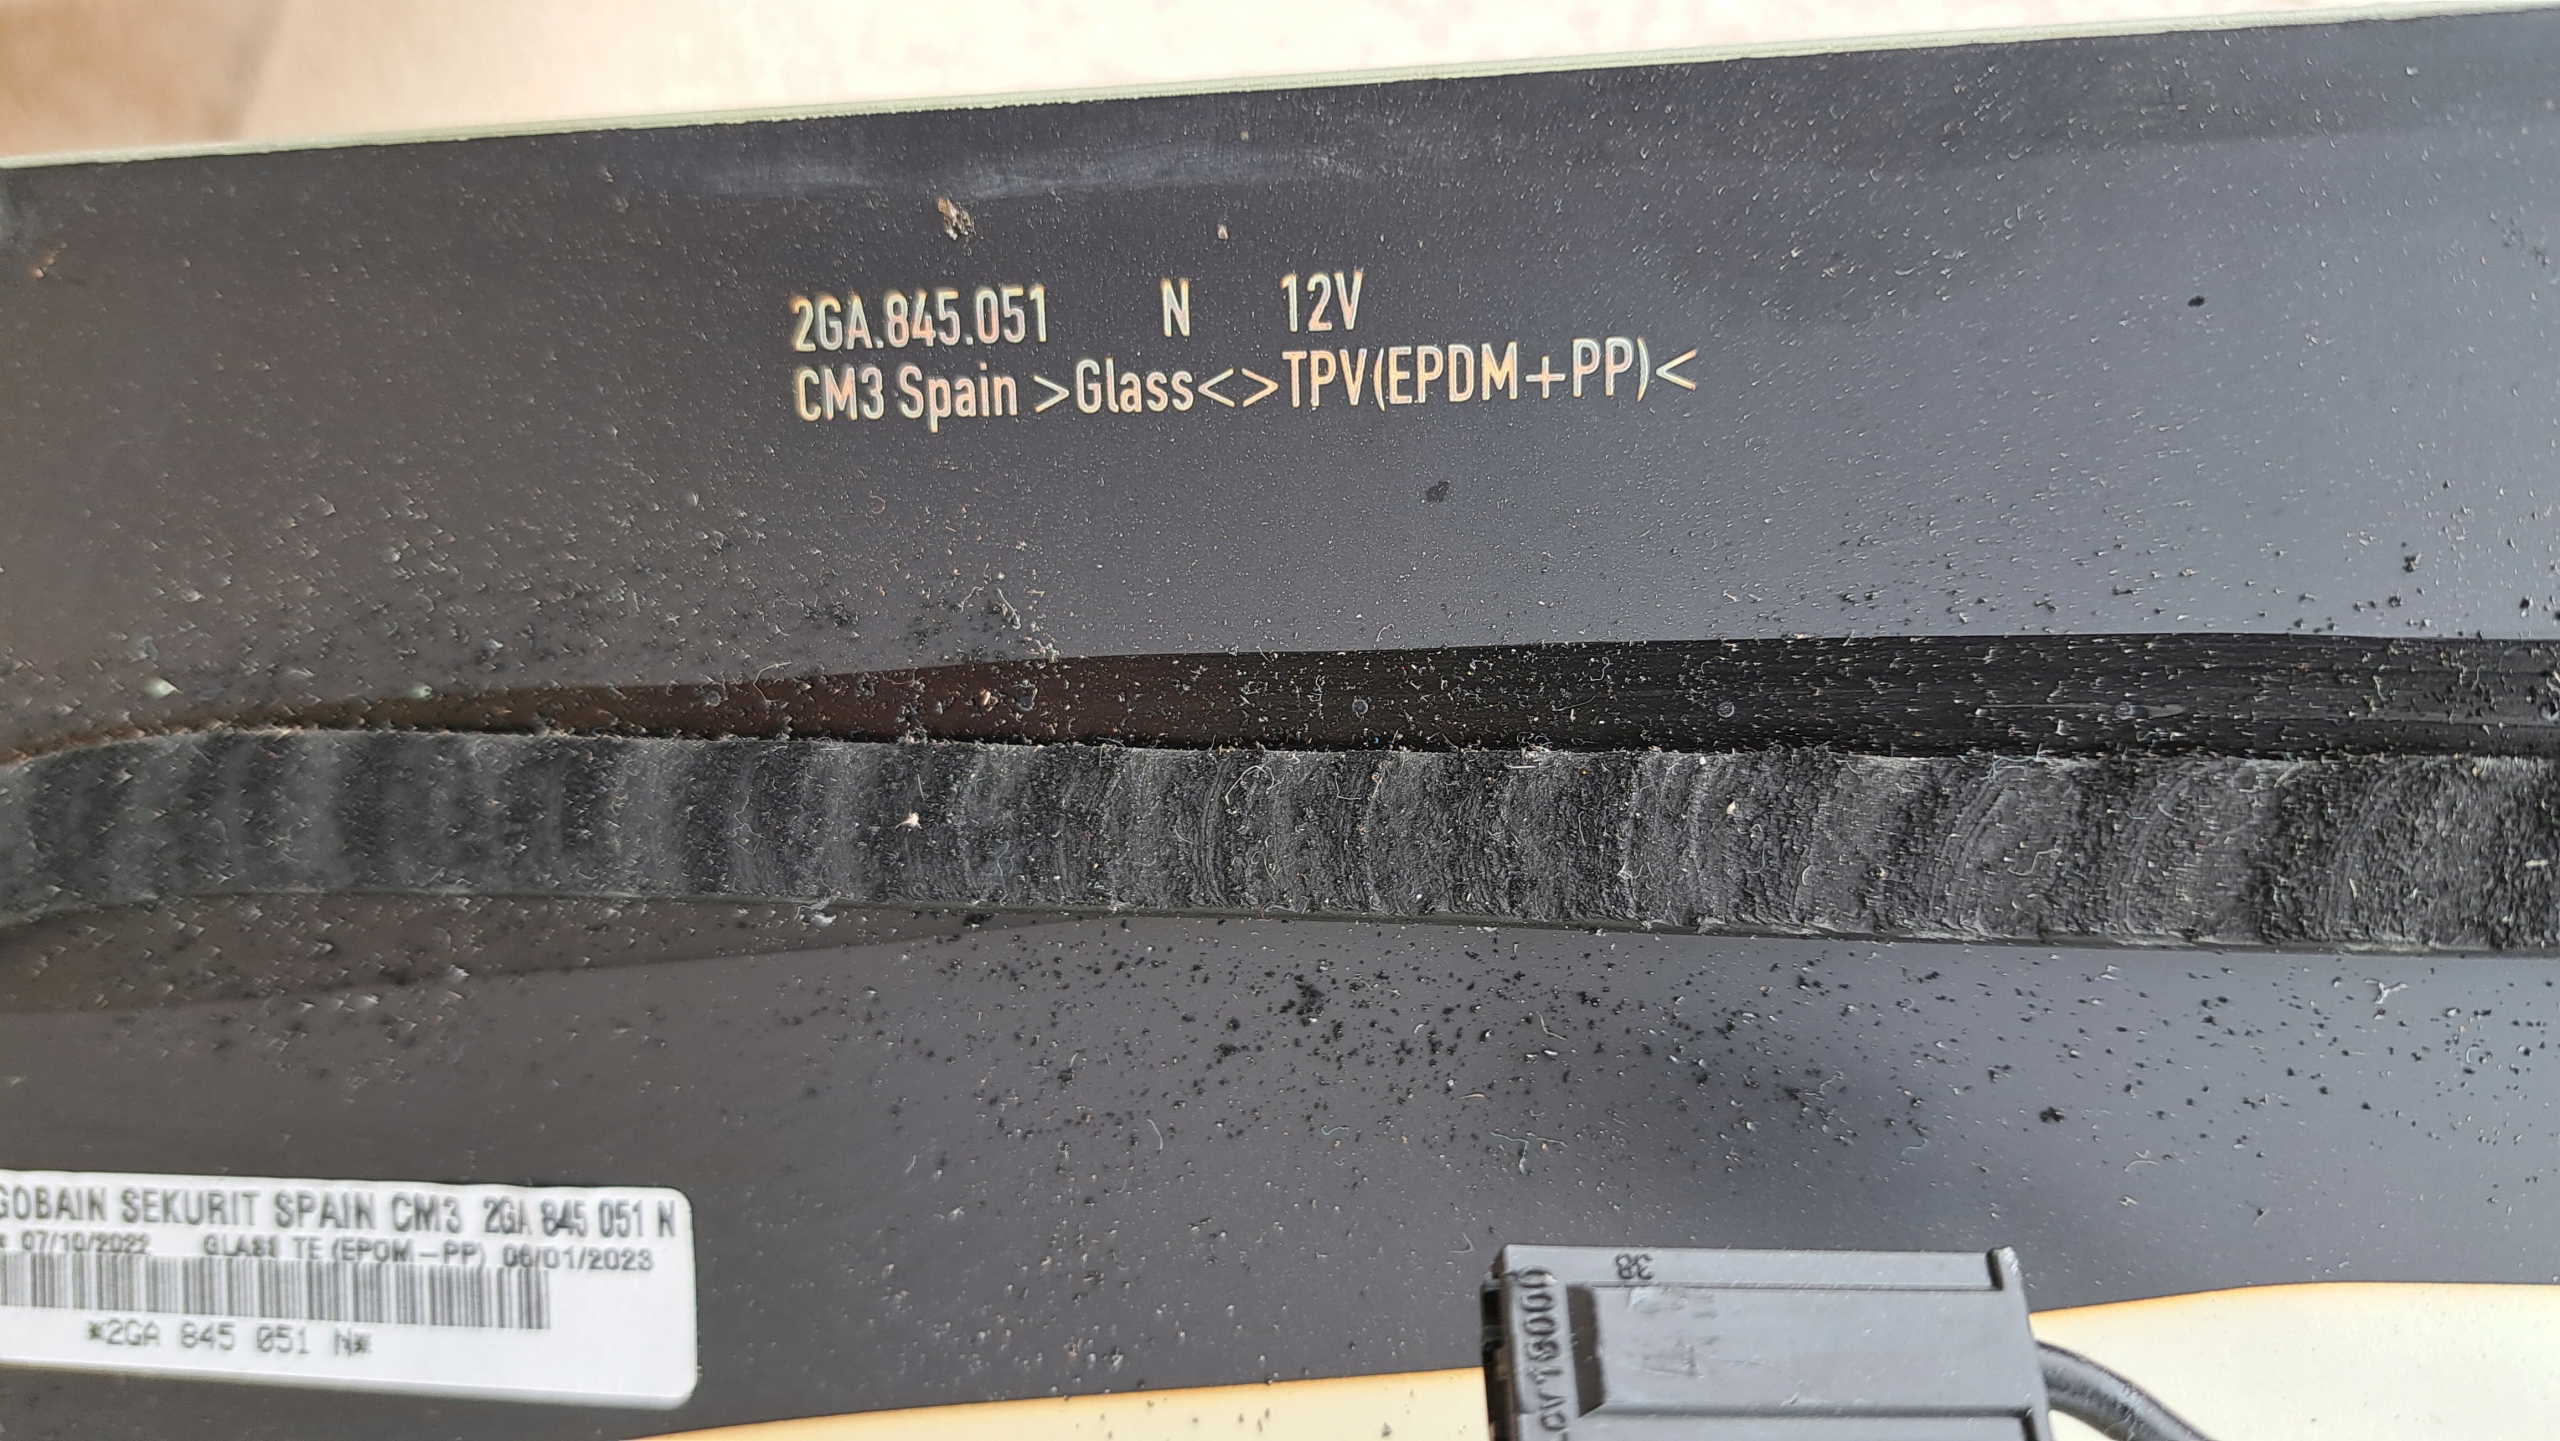 2GA.845.051 N 12V
CM3 Spain >Glass<>TPV(EPDM+PP)<
GOBAIN SEKURIT SPAIN CM3 2GA 845 051 N
07/10/2022 GLASS TE (EPDM-PP) 06/01/2023
*2GA 845 051 N*
38